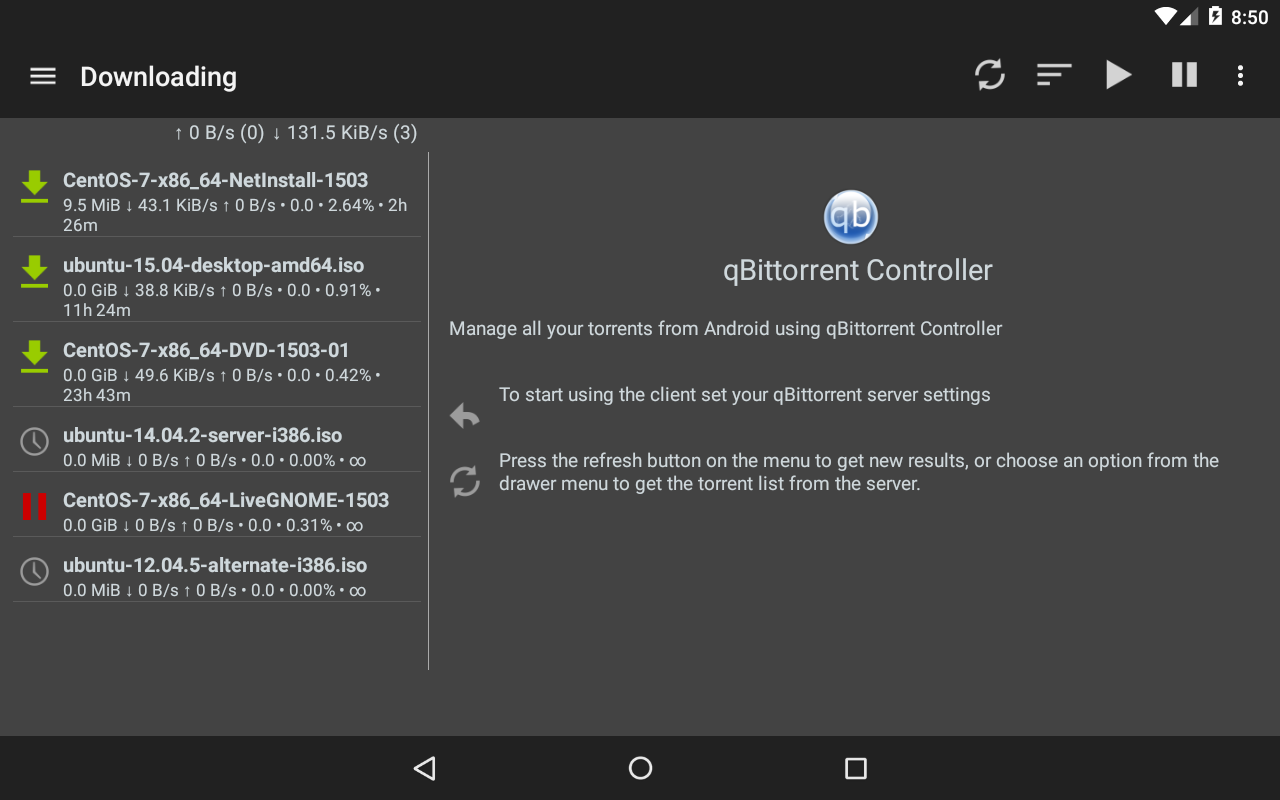 8:50
Downloading
↑ 0 B/s (0) ↓ 131.5 KiB/s (3)
CentOS-7-x86_64-NetInstall-1503
9.5 MiB ↓ 43.1 KiB/s ↑ 0 B/s • 0.0 • 2.64% • 2h
26m
ubuntu-15.04-desktop-amd64.iso
0.0 GiB ↓ 38.8 KiB/s ↑ 0 B/s • 0.0 • 0.91% •
11h 24m
CentOS-7-x86_64-DVD-1503-01
0.0 GiB ↓ 49.6 KiB/s ↑ 0 B/s • 0.0 • 0.42% •
23h 43m
ubuntu-14.04.2-server-i386.iso
0.0 MiB ↓ 0 B/s ↑ 0 B/s • 0.0 • 0.00% • ∞
CentOS-7-x86_64-LiveGNOME-1503
0.0 GiB ↓ 0 B/s ↑ 0 B/s • 0.0 • 0.31% • ∞
ubuntu-12.04.5-alternate-i386.iso
0.0 MiB ↓ 0 B/s ↑ 0 B/s • 0.0 • 0.00% • ∞
qb
qBittorrent Controller
Manage all your torrents from Android using qBittorrent Controller
To start using the client set your qBittorrent server settings
Press the refresh button on the menu to get new results, or choose an option from the
drawer menu to get the torrent list from the server.